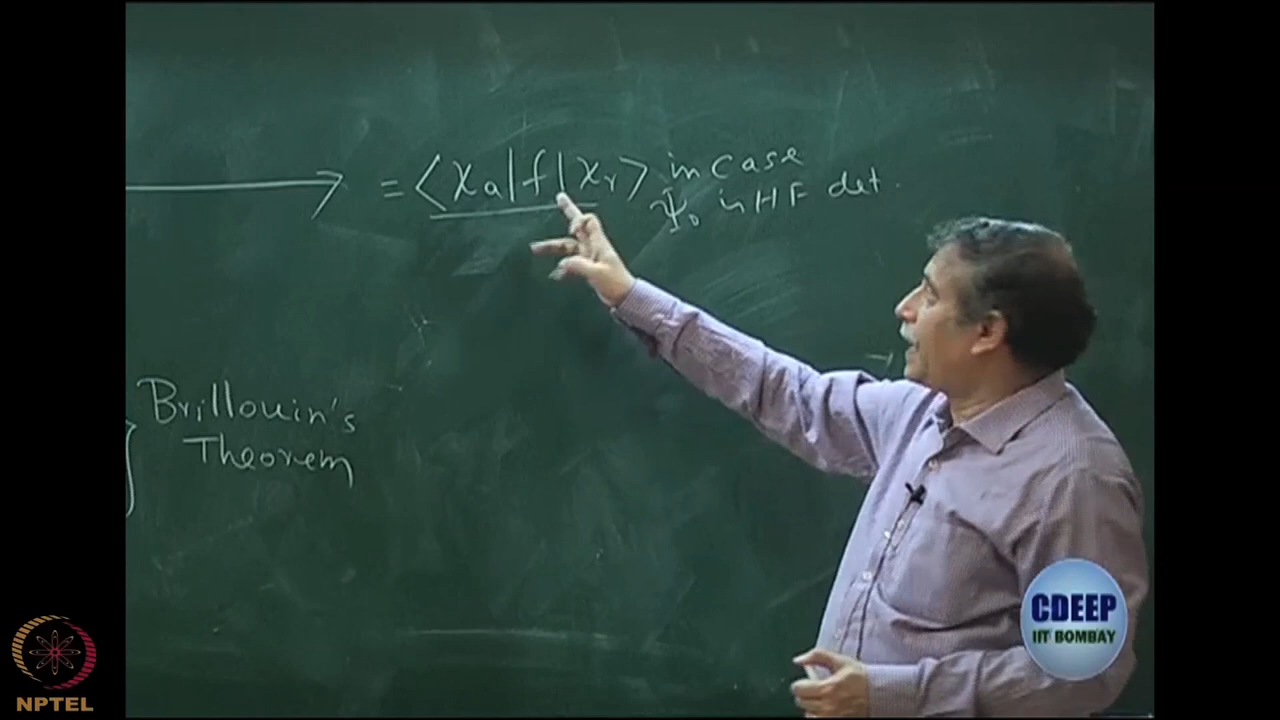 = ⟨χa|f|χr⟩ in case
Ψ₀ is HF det.
Brillouin's
Theorem
CDEEP
IIT BOMBAY
NPTEL